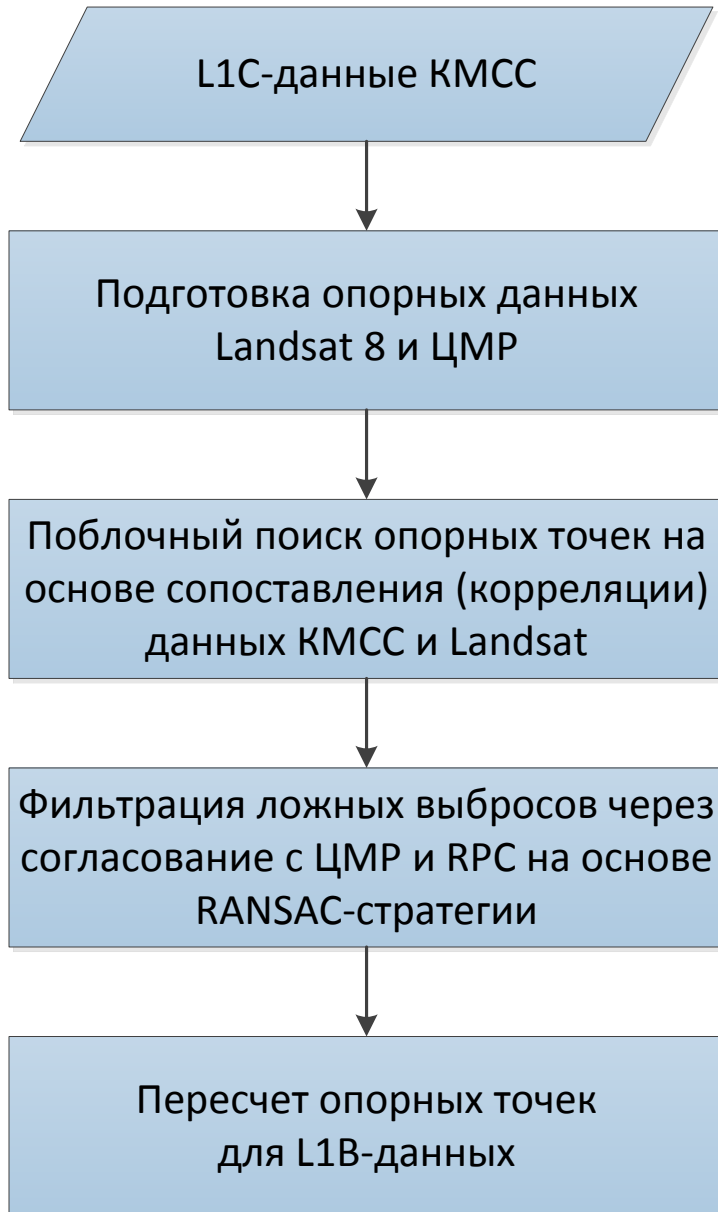 L1C-данные КМСС
Подготовка опорных данных
Landsat 8 и ЦМР
Поблочный поиск опорных точек на
основе сопоставления (корреляции)
данных КМСС и Landsat
Фильтрация ложных выбросов через
согласование с ЦМР и RPC на основе
RANSAC-стратегии
Пересчет опорных точек
для L1B-данных